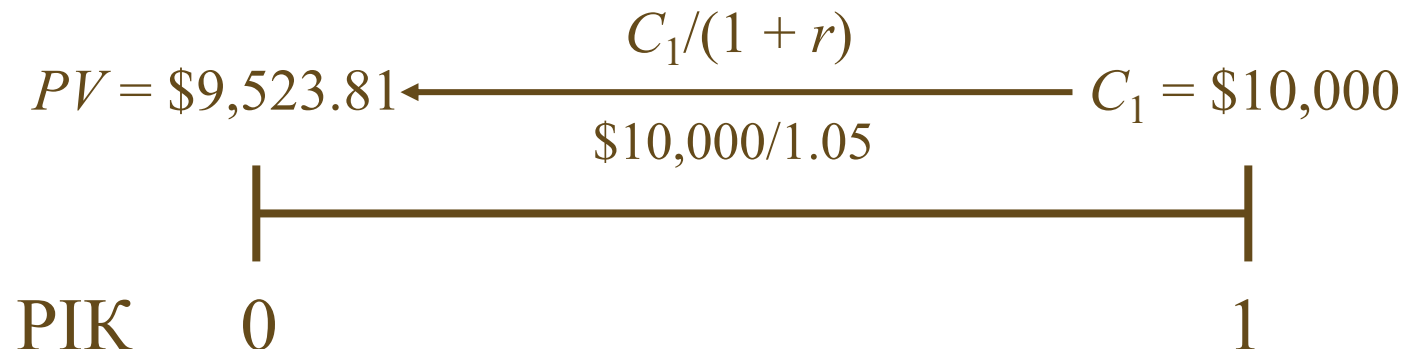 C₁/(1 + r)
PV = $9,523.81 C₁ = $10,000
$10,000/1.05
РІК 0 1